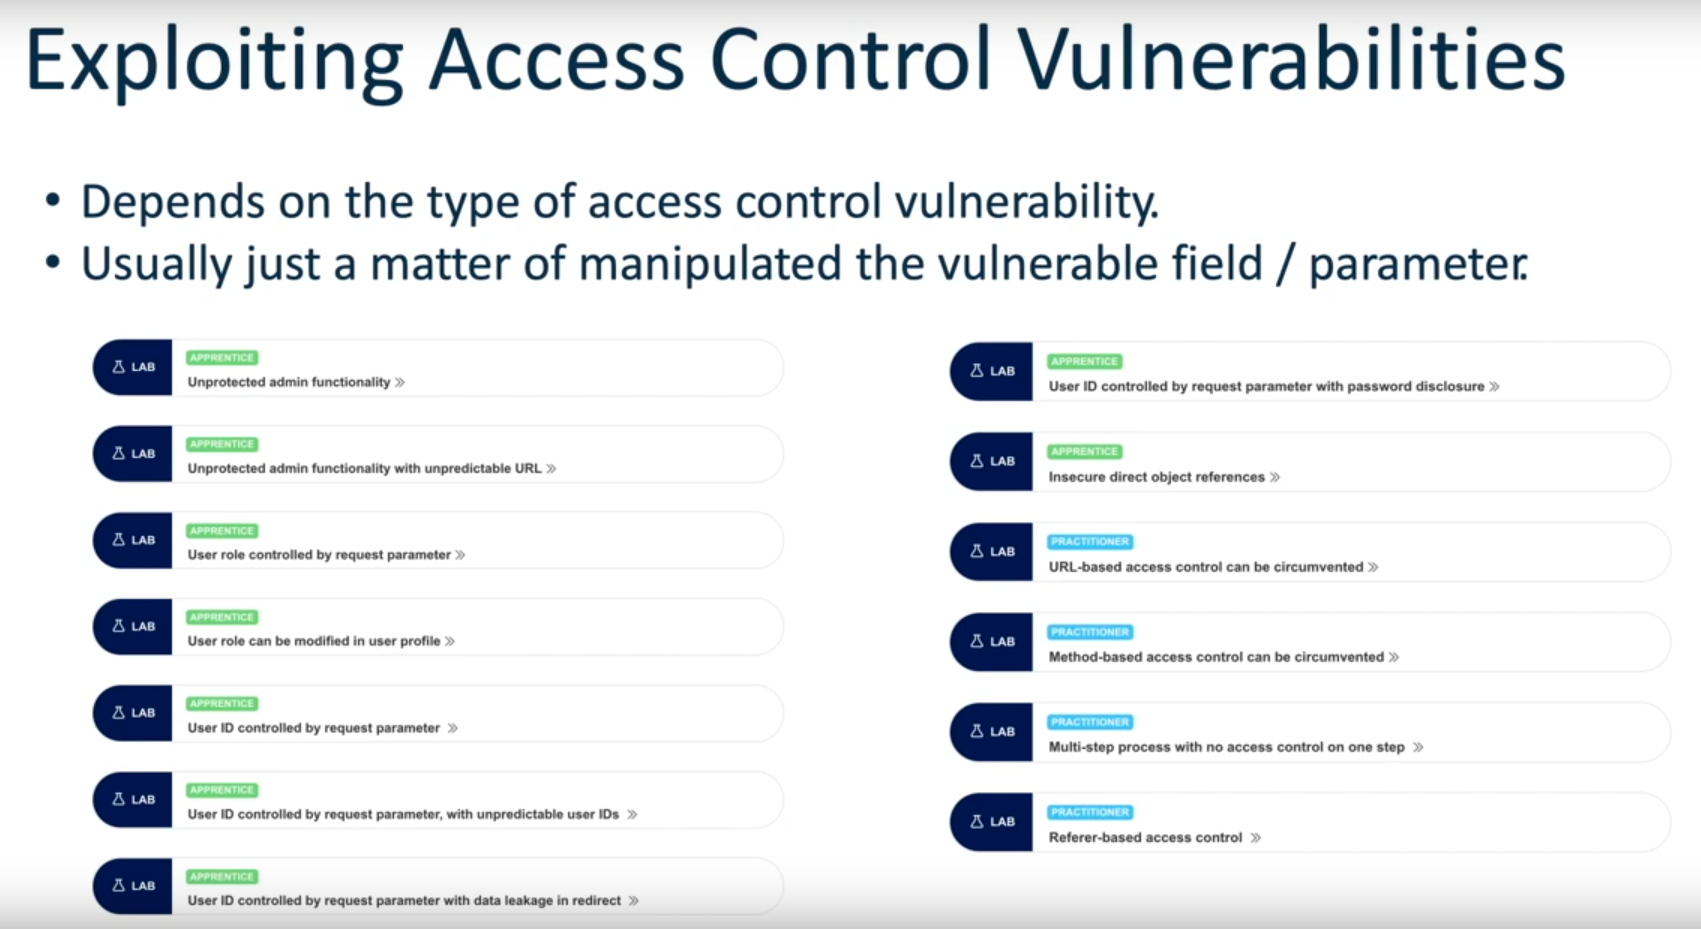 Exploiting Access Control Vulnerabilities
• Depends on the type of access control vulnerability.
• Usually just a matter of manipulated the vulnerable field / parameter.
LAB
APPRENTICE
Unprotected admin functionality »
LAB
APPRENTICE
Unprotected admin functionality with unpredictable URL »
LAB
APPRENTICE
User role controlled by request parameter »
LAB
APPRENTICE
User role can be modified in user profile »
LAB
APPRENTICE
User ID controlled by request parameter »
LAB
APPRENTICE
User ID controlled by request parameter, with unpredictable user IDs »
LAB
APPRENTICE
User ID controlled by request parameter with data leakage in redirect »
LAB
APPRENTICE
User ID controlled by request parameter with password disclosure »
LAB
APPRENTICE
Insecure direct object references »
LAB
PRACTITIONER
URL-based access control can be circumvented »
LAB
PRACTITIONER
Method-based access control can be circumvented »
LAB
PRACTITIONER
Multi-step process with no access control on one step »
LAB
PRACTITIONER
Referer-based access control »